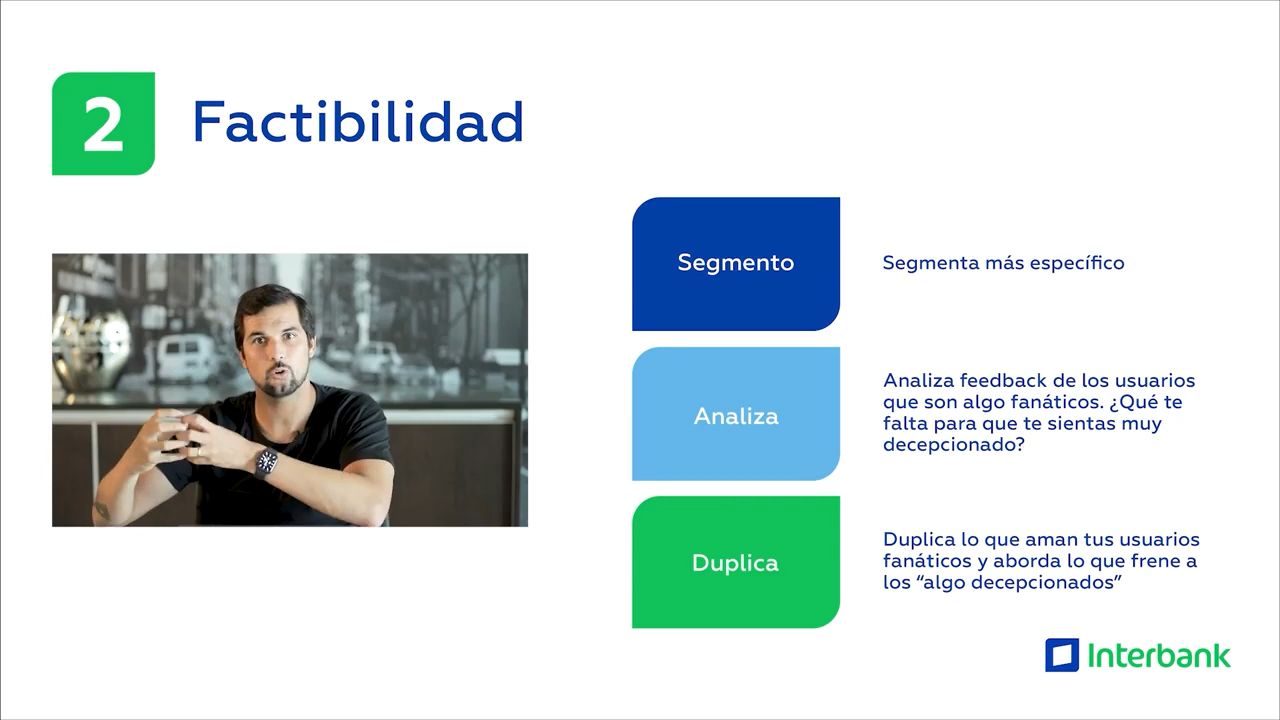 2
Factibilidad
Segmento
Segmenta más específico
Analiza
Analiza feedback de los usuarios
que son algo fanáticos. ¿Qué te
falta para que te sientas muy
decepcionado?
Duplica
Duplica lo que aman tus usuarios
fanáticos y aborda lo que frene a
los “algo decepcionados”
Interbank